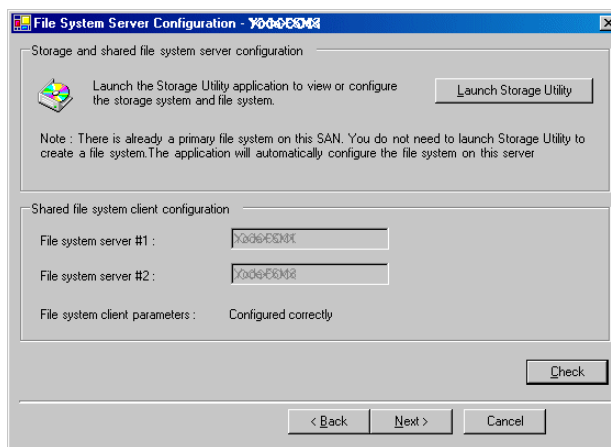 File System Server Configuration -
Storage and shared file system server configuration
Launch the Storage Utility application to view or configure
the storage system and file system.
Launch Storage Utility
Note : There is already a primary file system on this SAN. You do not need to launch Storage Utility to
create a file system.The application will automatically configure the file system on this server
Shared file system client configuration
File system server #1 :
File system server #2 :
File system client parameters : Configured correctly
Check
< Back
Next >
Cancel